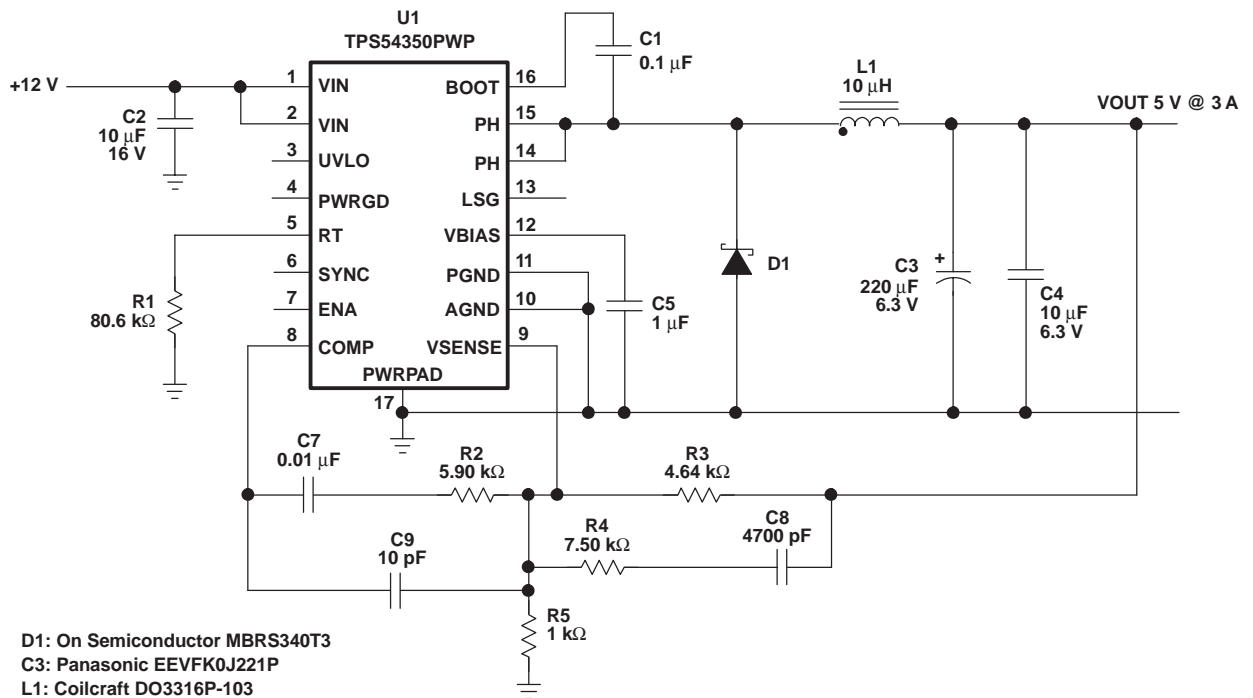 U1
TPS54350PWP
+12 V
C2
10 μF
16 V
1
2
3
4
5
6
7
8
VIN
VIN
UVLO
PWRGD
RT
SYNC
ENA
COMP
BOOT
PH
PH
LSG
VBIAS
PGND
AGND
VSENSE
PWRPAD
16
15
14
13
12
11
10
9
17
C1
0.1 μF
L1
10 μH
VOUT 5 V @ 3 A
R1
80.6 kΩ
C5
1 μF
D1
+
C3
220 μF
6.3 V
C4
10 μF
6.3 V
C7
0.01 μF
R2
5.90 kΩ
R3
4.64 kΩ
C9
10 pF
R4
7.50 kΩ
C8
4700 pF
R5
1 kΩ
D1: On Semiconductor MBRS340T3
C3: Panasonic EEVFK0J221P
L1: Coilcraft DO3316P-103